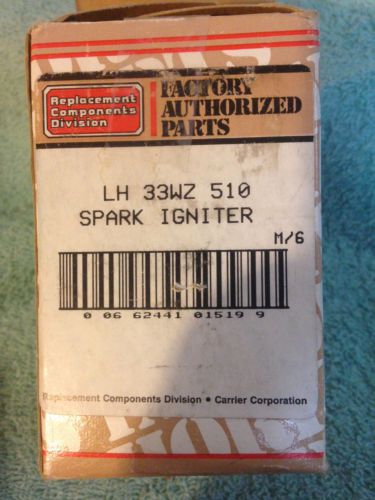 Replacement
Components
Division
FACTORY
AUTHORIZED
PARTS
LH 33WZ 510
SPARK IGNITER
M/6
0 06 62441 01519 9
Replacement Components Division • Carrier Corporation